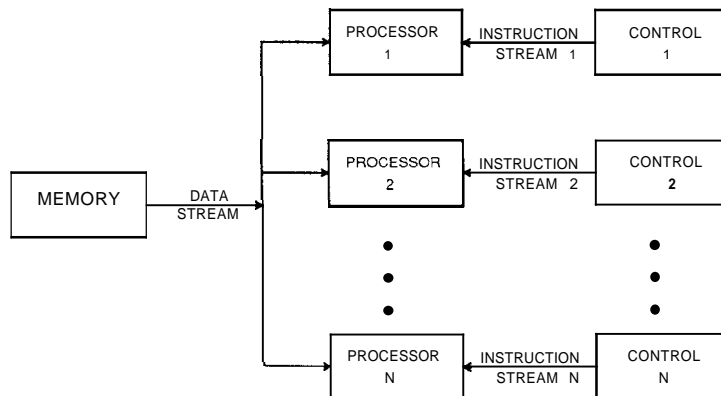 PROCESSOR
1
INSTRUCTION
STREAM 1
CONTROL
1
PROCESSOR
2
INSTRUCTION
STREAM 2
CONTROL
2
MEMORY
DATA
STREAM
PROCESSOR
N
INSTRUCTION
STREAM N
CONTROL
N